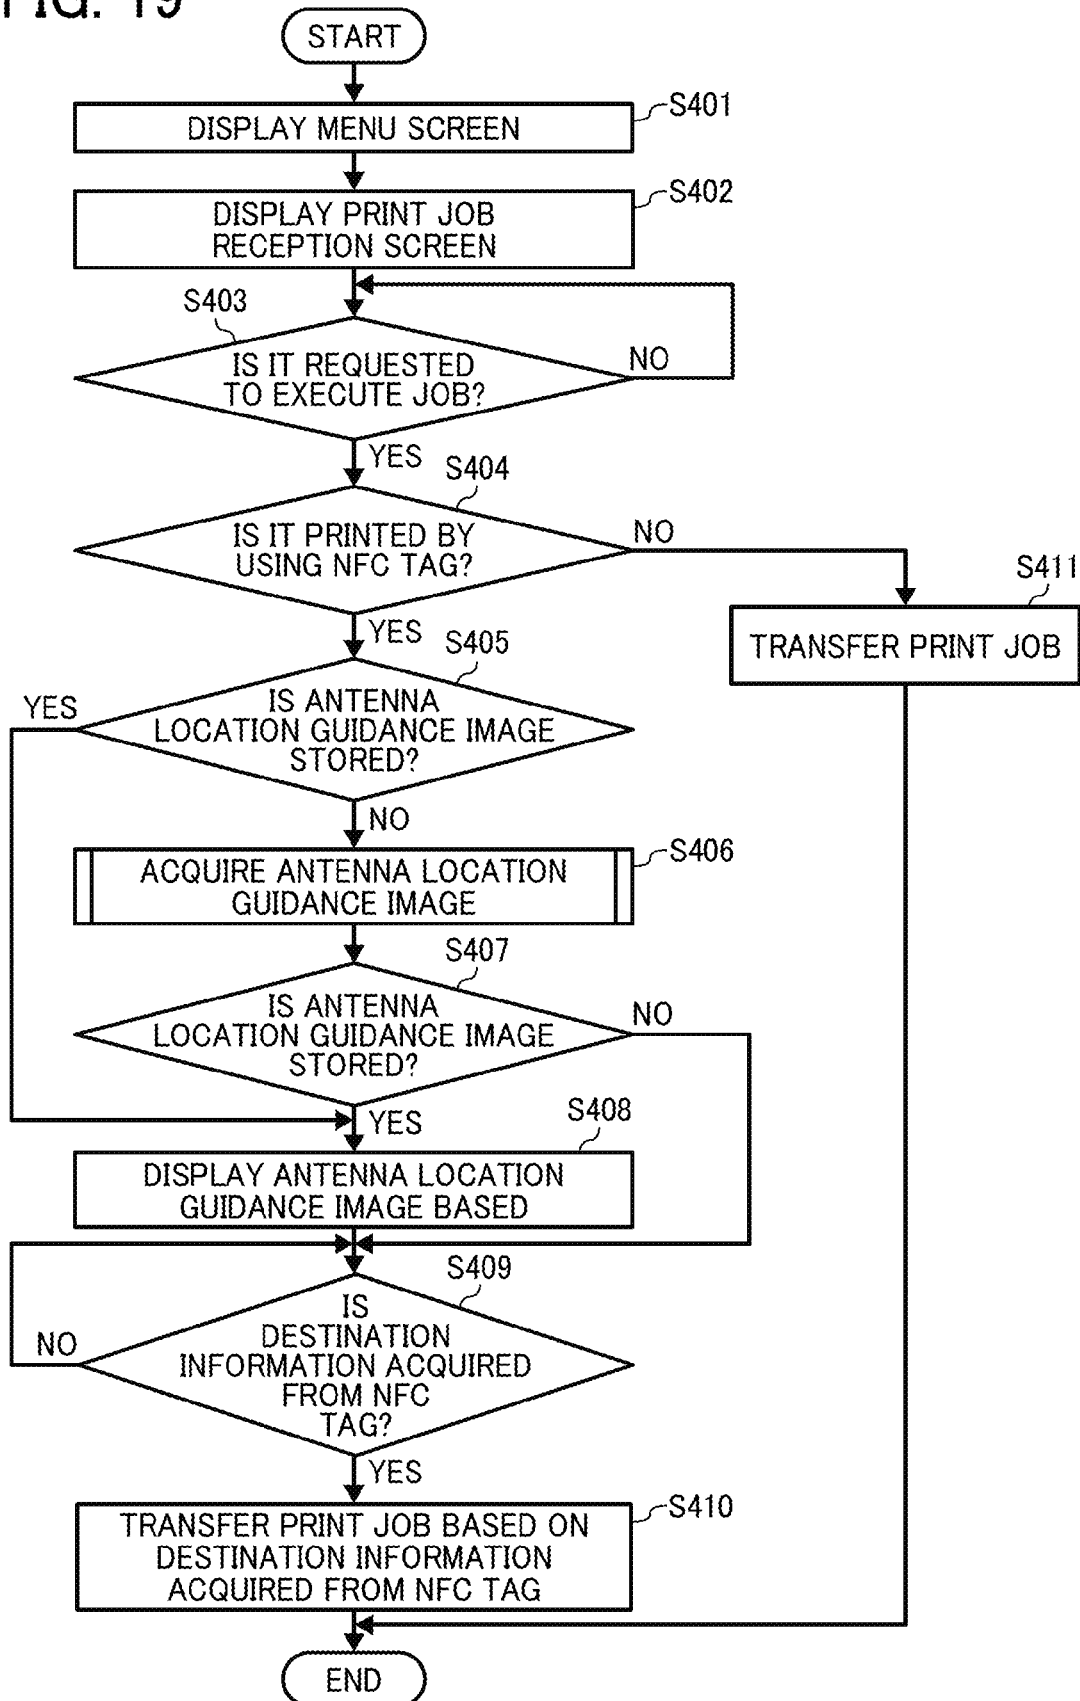 FIG. 19
START
DISPLAY MENU SCREEN
S401
DISPLAY PRINT JOB
RECEPTION SCREEN
S402
S403
IS IT REQUESTED
TO EXECUTE JOB?
NO
YES
S404
IS IT PRINTED BY
USING NFC TAG?
NO
S411
TRANSFER PRINT JOB
YES
S405
IS ANTENNA
LOCATION GUIDANCE IMAGE
STORED?
YES
NO
S406
ACQUIRE ANTENNA LOCATION
GUIDANCE IMAGE
S407
IS ANTENNA
LOCATION GUIDANCE IMAGE
STORED?
NO
YES
S408
DISPLAY ANTENNA LOCATION
GUIDANCE IMAGE BASED
S409
IS
DESTINATION
INFORMATION ACQUIRED
FROM NFC
TAG?
NO
YES
S410
TRANSFER PRINT JOB BASED ON
DESTINATION INFORMATION
ACQUIRED FROM NFC TAG
END